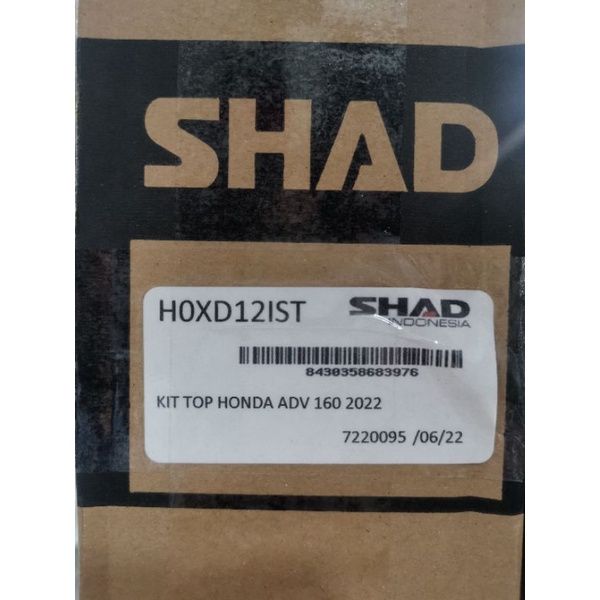 SHAD
H0XD12IST
SHAD
INDONESIA
8430358683976
KIT TOP HONDA ADV 160 2022
7220095 /06/22